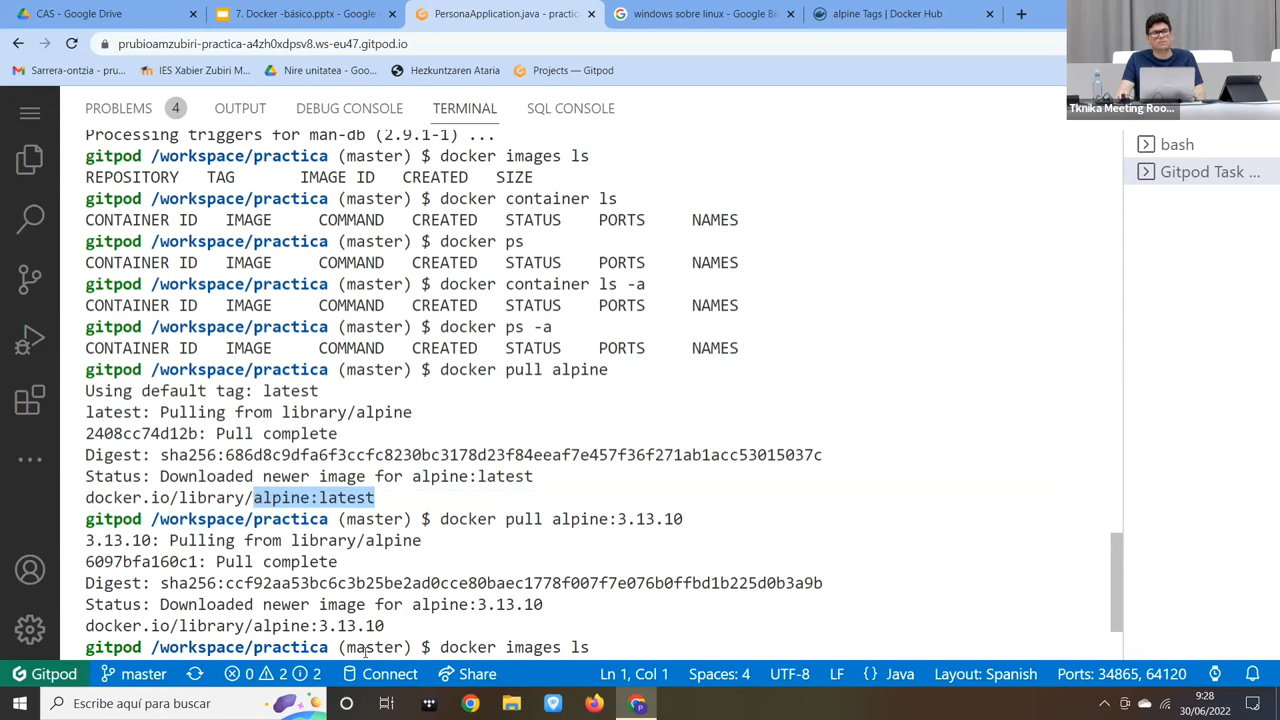 CAS - Drive
7. Docker -básico.pptx - Google
PersonaApplication.java - practic
windows sobre linux - Google Bi
alpine Tags | Docker Hub
prubioamzubiri-practica-a4zh0xdpsv8.ws-eu47.gitpod.io
Sarrera-ontzia - pru...
IES Xabier Zubiri M...
Nire unitatea - Goo...
Hezkuntzaren Ataria
Projects — Gitpod
Tknika Meeting Roo...
PROBLEMS 4 OUTPUT DEBUG CONSOLE TERMINAL SQL CONSOLE
Processing triggers for man-db (2.9.1-1) ...
gitpod /workspace/practica (master) $ docker images ls
REPOSITORY TAG IMAGE ID CREATED SIZE
gitpod /workspace/practica (master) $ docker container ls
CONTAINER ID IMAGE COMMAND CREATED STATUS PORTS NAMES
gitpod /workspace/practica (master) $ docker ps
CONTAINER ID IMAGE COMMAND CREATED STATUS PORTS NAMES
gitpod /workspace/practica (master) $ docker container ls -a
CONTAINER ID IMAGE COMMAND CREATED STATUS PORTS NAMES
gitpod /workspace/practica (master) $ docker ps -a
CONTAINER ID IMAGE COMMAND CREATED STATUS PORTS NAMES
gitpod /workspace/practica (master) $ docker pull alpine
Using default tag: latest
latest: Pulling from library/alpine
2408cc74d12b: Pull complete
Digest: sha256:686d8c9dfa6f3ccfc8230bc3178d23f84eeaf7e457f36f271ab1acc53015037c
Status: Downloaded newer image for alpine:latest
docker.io/library/alpine:latest
gitpod /workspace/practica (master) $ docker pull alpine:3.13.10
3.13.10: Pulling from library/alpine
6097bfa160c1: Pull complete
Digest: sha256:ccf92aa53bc6c3b25be2ad0cce80baec1778f007f7e076b0ffbd1b225d0b3a9b
Status: Downloaded newer image for alpine:3.13.10
docker.io/library/alpine:3.13.10
gitpod /workspace/practica (master) $ docker images ls
bash
Gitpod Task ...
Gitpod master 0 2 2 Connect Share Ln 1, Col 1 Spaces: 4 UTF-8 LF {} Java Layout: Spanish Ports: 34865, 64120
Escribe aquí para buscar
9:28
30/06/2022